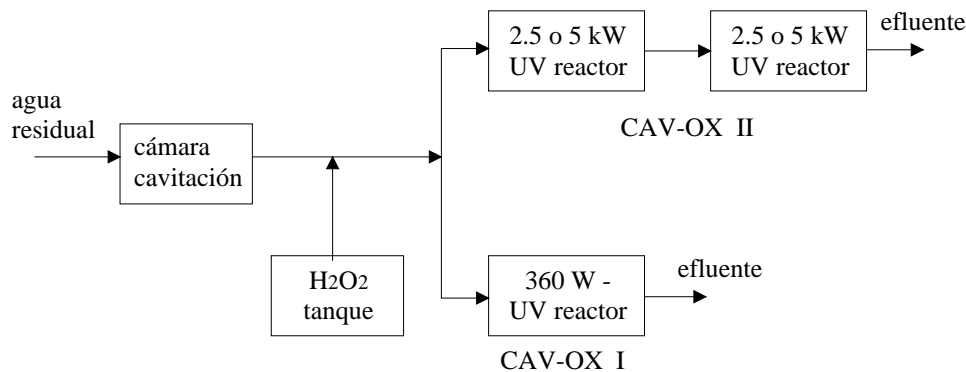 2.5 o 5 kW
UV reactor
2.5 o 5 kW
UV reactor
efluente
CAV-OX II
agua
residual
cámara
cavitación
H2O2
tanque
360 W -
UV reactor
efluente
CAV-OX I